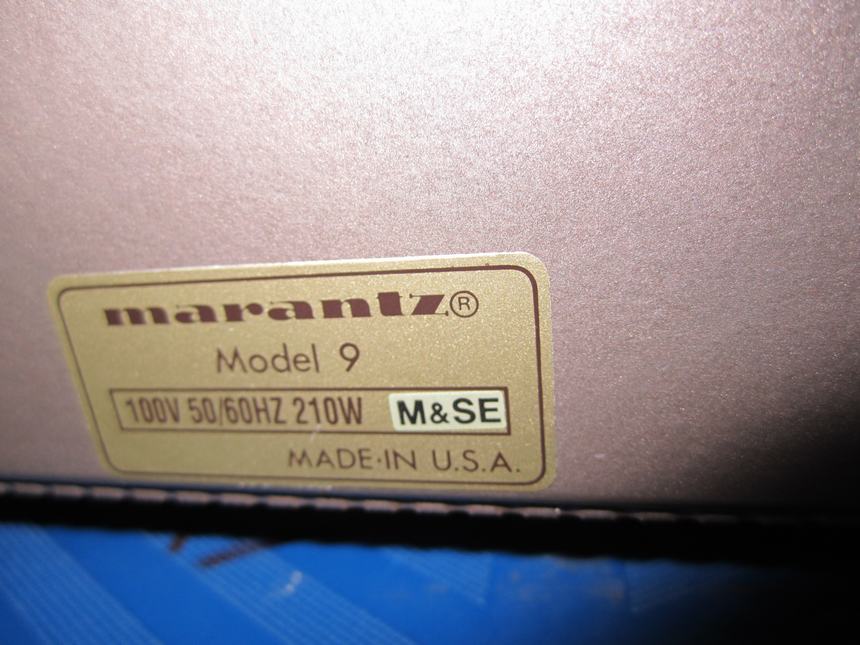 marantz®
Model 9
100V 50/60HZ 210W M&SE
MADE·IN U.S.A.